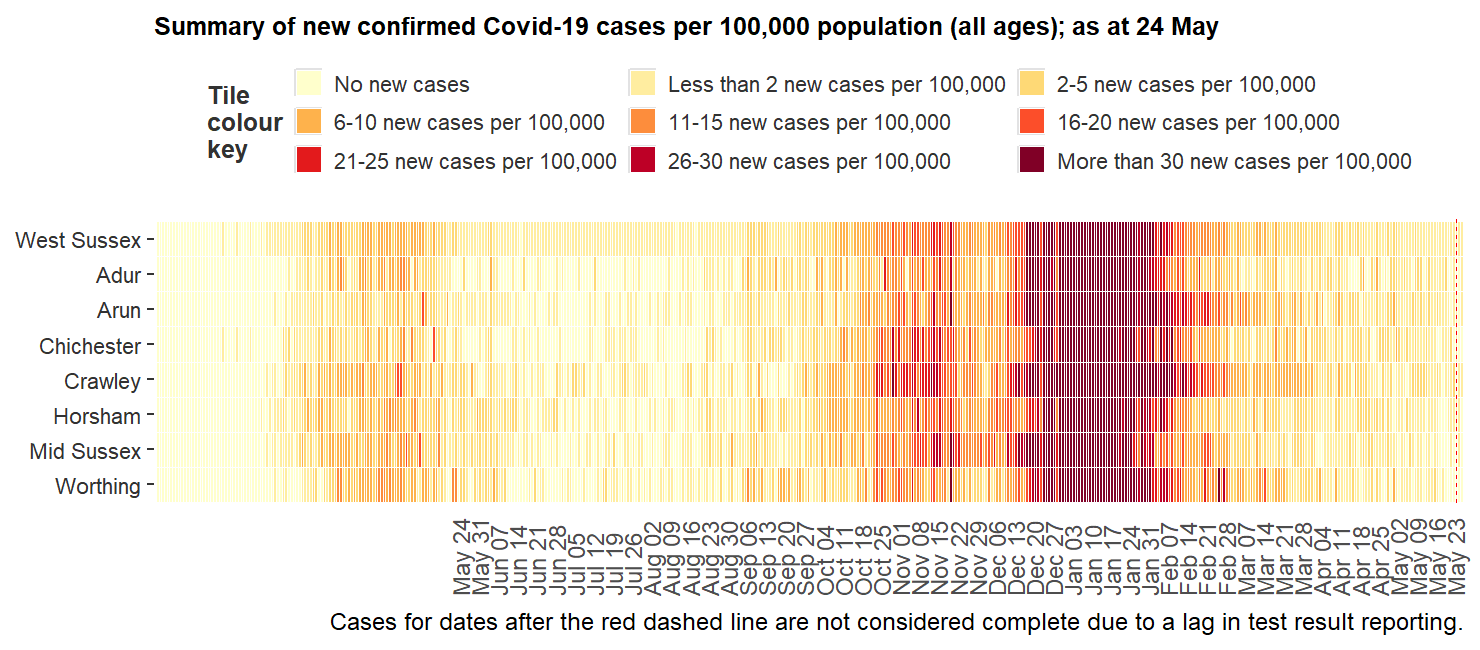 Summary of new confirmed Covid-19 cases per 100,000 population (all ages); as at 24 May
Tile
colour
key
No new cases
Less than 2 new cases per 100,000
2-5 new cases per 100,000
6-10 new cases per 100,000
11-15 new cases per 100,000
16-20 new cases per 100,000
21-25 new cases per 100,000
26-30 new cases per 100,000
More than 30 new cases per 100,000
West Sussex
Adur
Arun
Chichester
Crawley
Horsham
Mid Sussex
Worthing
May 24
May 31
Jun 07
Jun 14
Jun 21
Jun 28
Jul 05
Jul 12
Jul 19
Jul 26
Aug 02
Aug 09
Aug 16
Aug 23
Aug 30
Sep 06
Sep 13
Sep 20
Sep 27
Oct 04
Oct 11
Oct 18
Oct 25
Nov 01
Nov 08
Nov 15
Nov 22
Nov 29
Dec 06
Dec 13
Dec 20
Dec 27
Jan 03
Jan 10
Jan 17
Jan 24
Jan 31
Feb 07
Feb 14
Feb 21
Feb 28
Mar 07
Mar 14
Mar 21
Mar 28
Apr 04
Apr 11
Apr 18
Apr 25
May 02
May 09
May 16
May 23
Cases for dates after the red dashed line are not considered complete due to a lag in test result reporting.